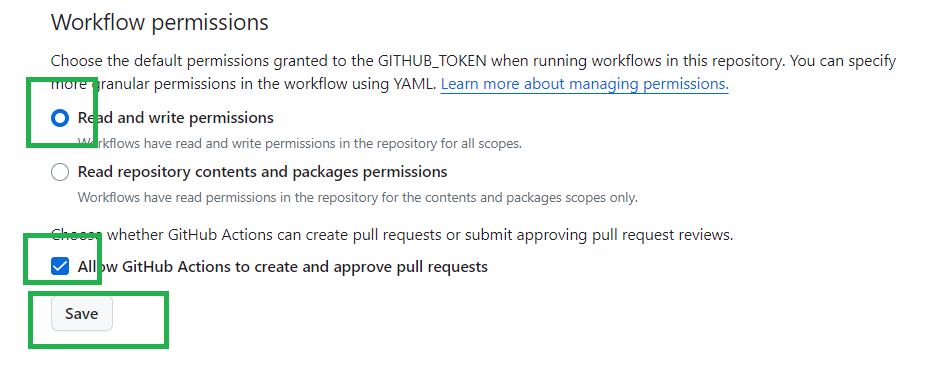 Workflow permissions
Choose the default permissions granted to the GITHUB_TOKEN when running workflows in this repository. You can specify
more granular permissions in the workflow using YAML. Learn more about managing permissions.
Read and write permissions
Workflows have read and write permissions in the repository for all scopes.
Read repository contents and packages permissions
Workflows have read permissions in the repository for the contents and packages scopes only.
Choose whether GitHub Actions can create pull requests or submit approving pull request reviews.
Allow GitHub Actions to create and approve pull requests
Save